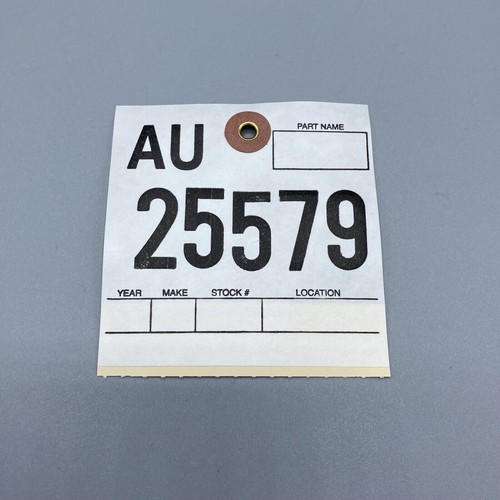 AU
PART NAME
25579
YEAR MAKE STOCK # LOCATION